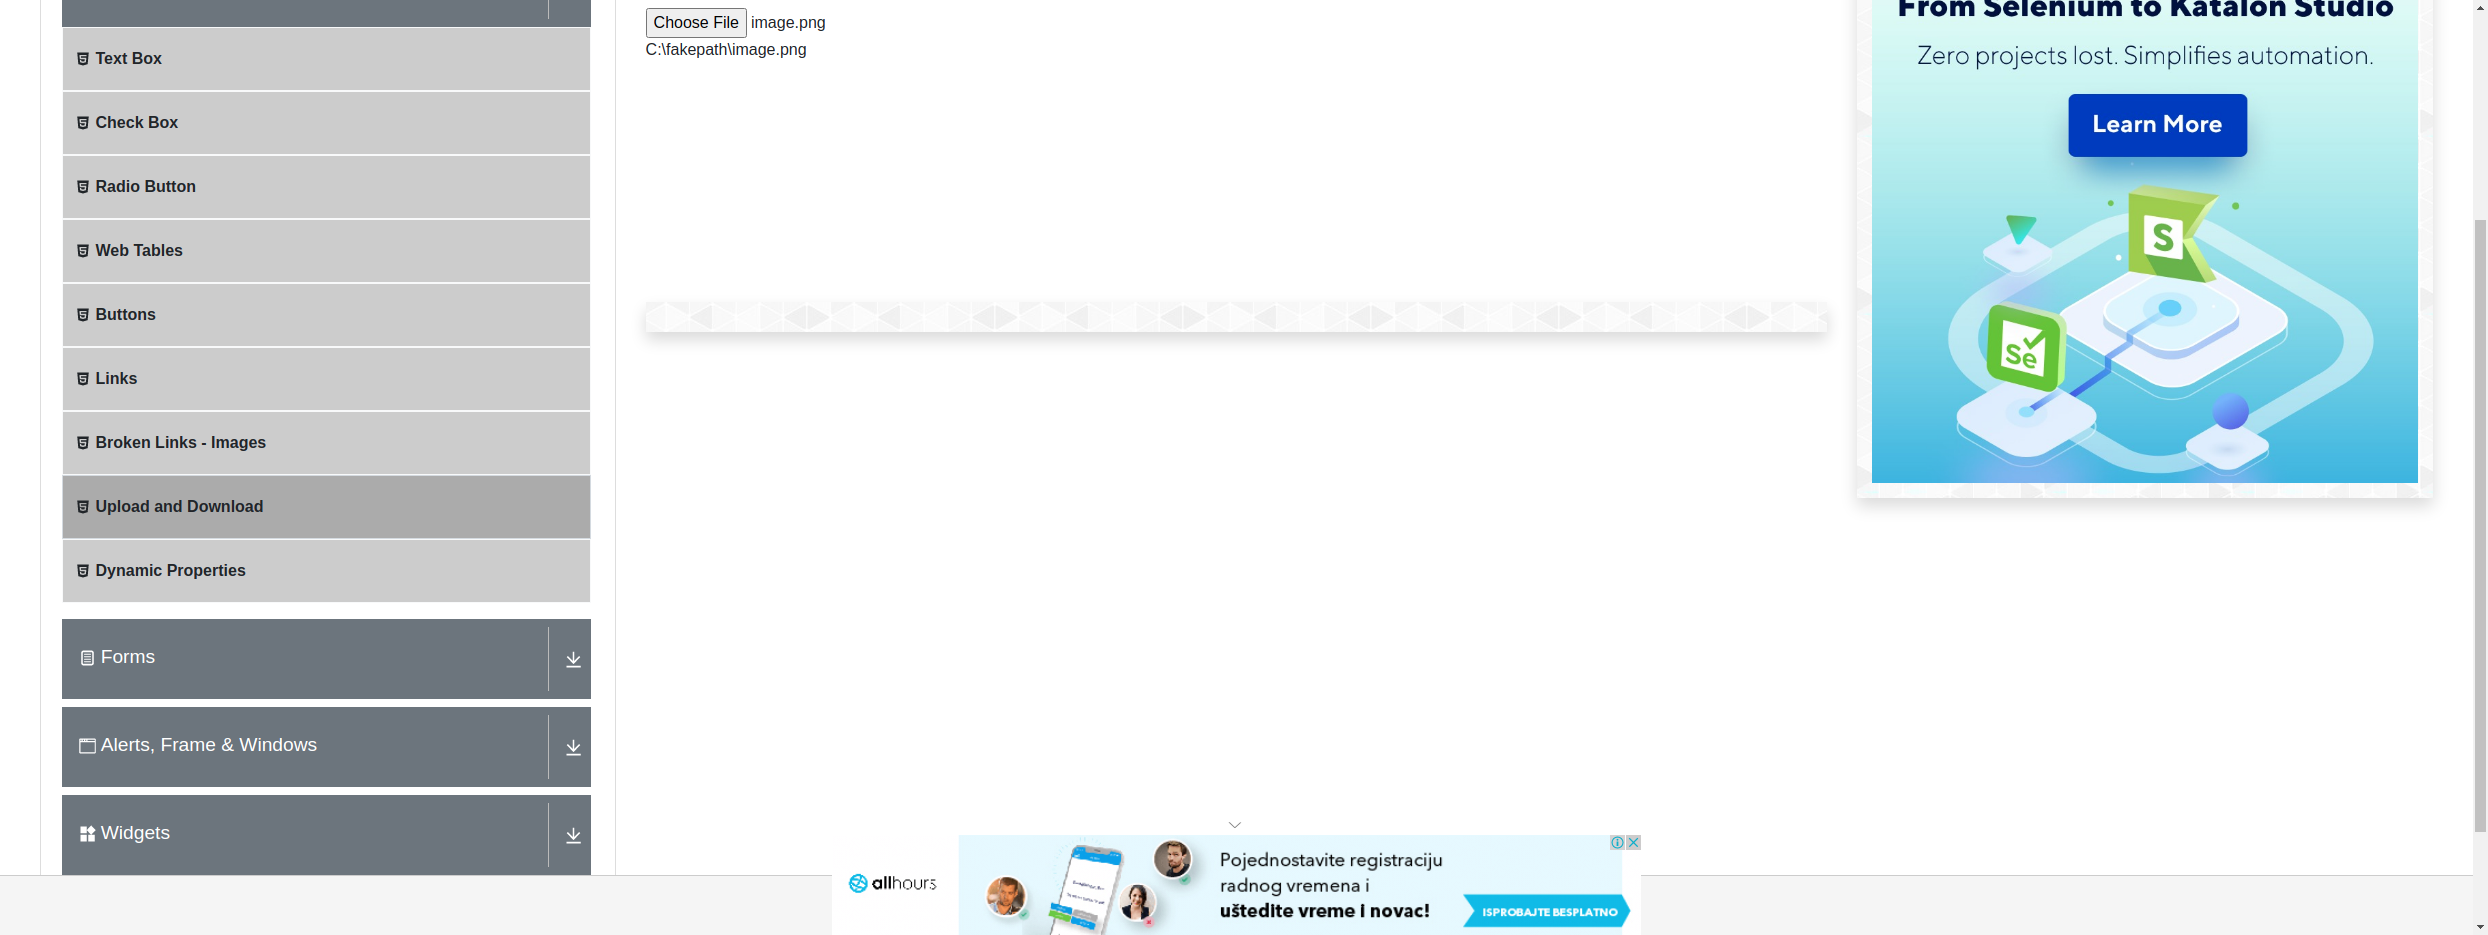 Text Box
Check Box
Radio Button
Web Tables
Buttons
Links
Broken Links - Images
Upload and Download
Dynamic Properties
Forms
Alerts, Frame & Windows
Widgets
Choose File image.png
C:\fakepath\image.png
From Selenium to Katalon Studio
Zero projects lost. Simplifies automation.
Learn More
S
Se
allhours
Pojednostavite registraciju
radnog vremena i
uštedite vreme i novac!
ISPROBAJTE BESPLATNO